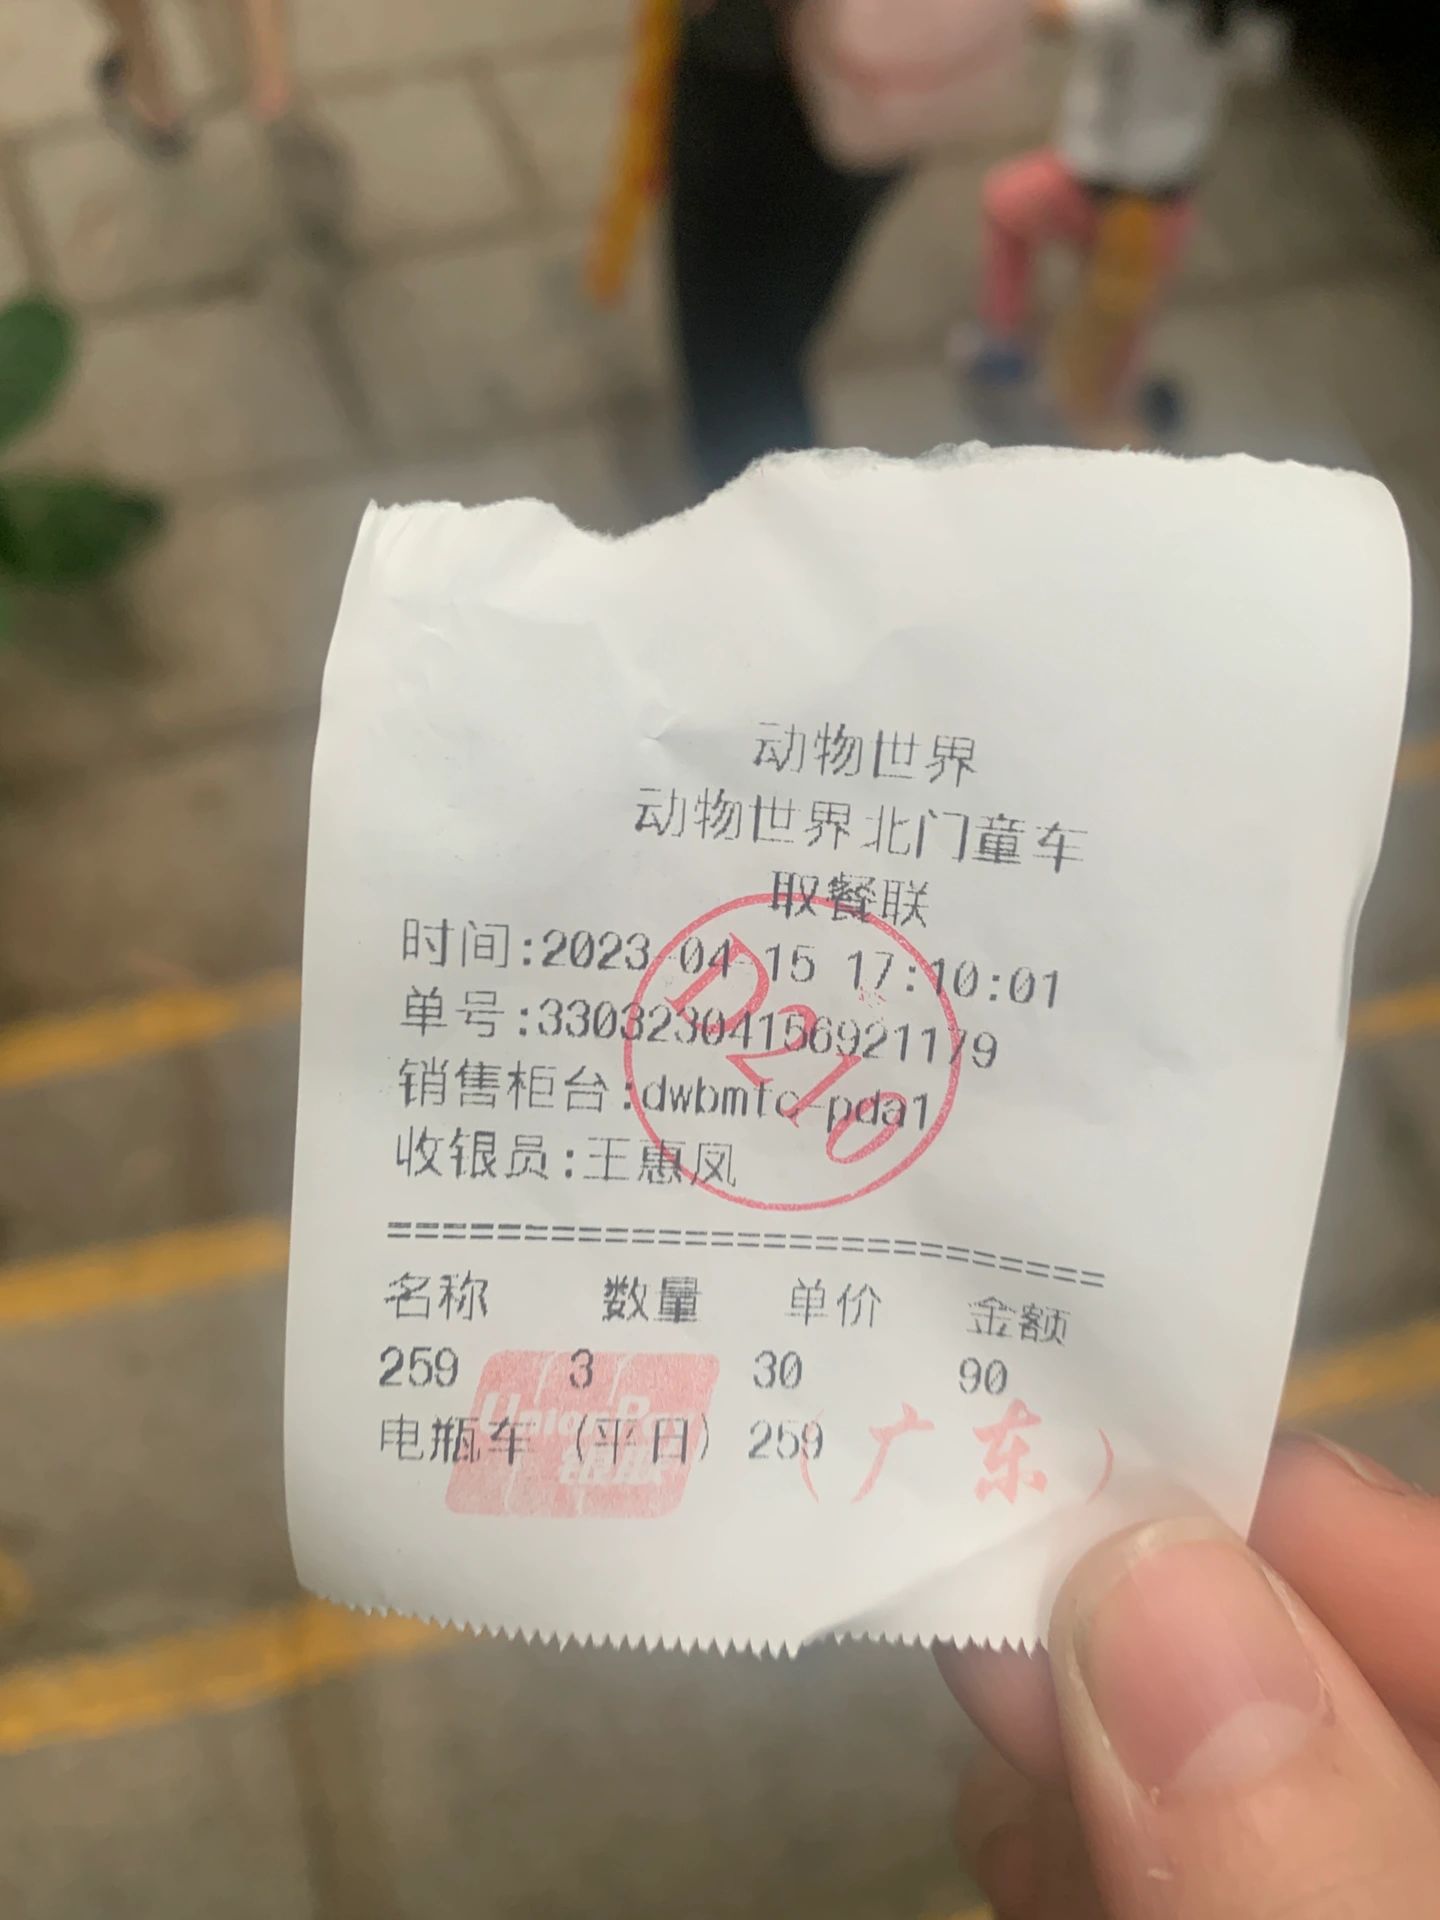 动物世界
动物世界北门童车
取餐联
时间:2023-04-15 17:10:01
单号:33032304156921179
销售柜台:dwbmtc-pda1
收银员:王惠凤
D210
==============================
名称 数量 单价 金额
259 3 30 90
电瓶车 (平日) 259
UnionPay
银联
(广东)